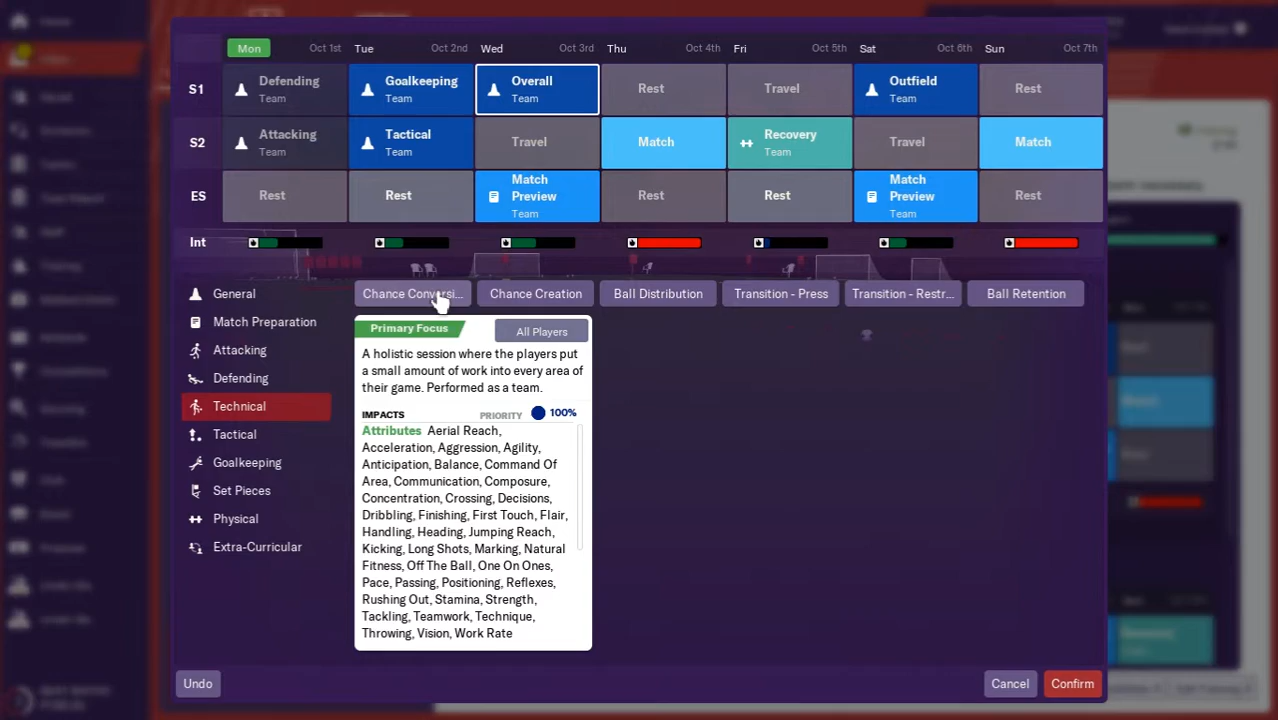 Mon Oct 1st Tue Oct 2nd Wed Oct 3rd Thu Oct 4th Fri Oct 5th Sat Oct 6th Sun Oct 7th
S1 Defending Team Goalkeeping Team Overall Team Rest Travel Outfield Team Rest
S2 Attacking Team Tactical Team Travel Match Recovery Team Travel Match
ES Rest Rest Match Preview Team Rest Rest Match Preview Team Rest
Int
General
Match Preparation
Attacking
Defending
Technical
Tactical
Goalkeeping
Set Pieces
Physical
Extra-Curricular
Chance Conversi... Chance Creation Ball Distribution Transition - Press Transition - Restr... Ball Retention
Primary Focus All Players
A holistic session where the players put
a small amount of work into every area of
their game. Performed as a team.
IMPACTS PRIORITY 100%
Attributes Aerial Reach,
Acceleration, Aggression, Agility,
Anticipation, Balance, Command Of
Area, Communication, Composure,
Concentration, Crossing, Decisions,
Dribbling, Finishing, First Touch, Flair,
Handling, Heading, Jumping Reach,
Kicking, Long Shots, Marking, Natural
Fitness, Off The Ball, One On Ones,
Pace, Passing, Positioning, Reflexes,
Rushing Out, Stamina, Strength,
Tackling, Teamwork, Technique,
Throwing, Vision, Work Rate
Undo Cancel Confirm